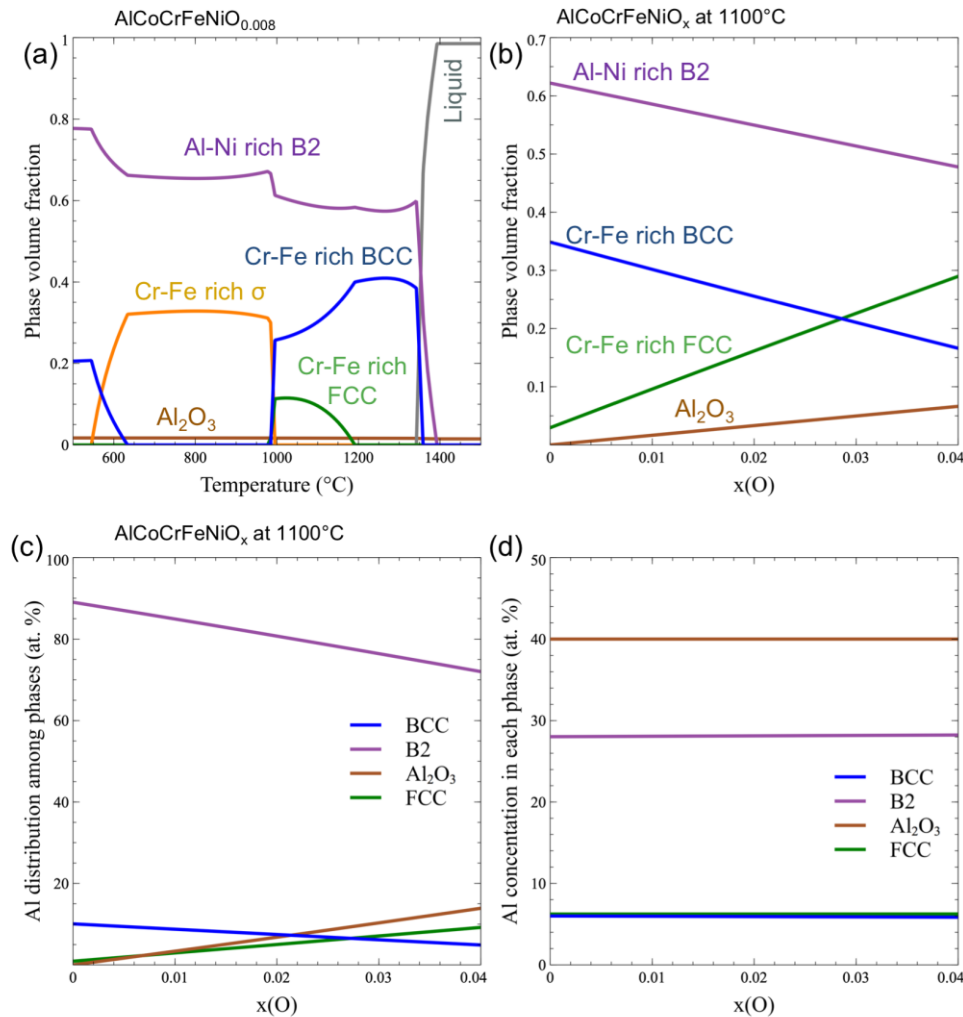 AlCoCrFeNiO0.008
(a)
Phase volume fraction
1
0.8
0.6
0.4
0.2
0
Al-Ni rich B2
Liquid
Cr-Fe rich BCC
Cr-Fe rich σ
Cr-Fe rich
FCC
Al2O3
600 800 1000 1200 1400
Temperature (°C)
AlCoCrFeNiOx at 1100°C
(b)
Phase volume fraction
0.7
0.6
0.5
0.4
0.3
0.2
0.1
Al-Ni rich B2
Cr-Fe rich BCC
Cr-Fe rich FCC
Al2O3
0 0.01 0.02 0.03 0.04
x(O)
AlCoCrFeNiOx at 1100°C
(c)
Al distribution among phases (at. %)
100
80
60
40
20
BCC
B2
Al2O3
FCC
0 0.01 0.02 0.03 0.04
x(O)
(d)
Al concentration in each phase (at. %)
50
40
30
20
10
0
BCC
B2
Al2O3
FCC
0 0.01 0.02 0.03 0.04
x(O)